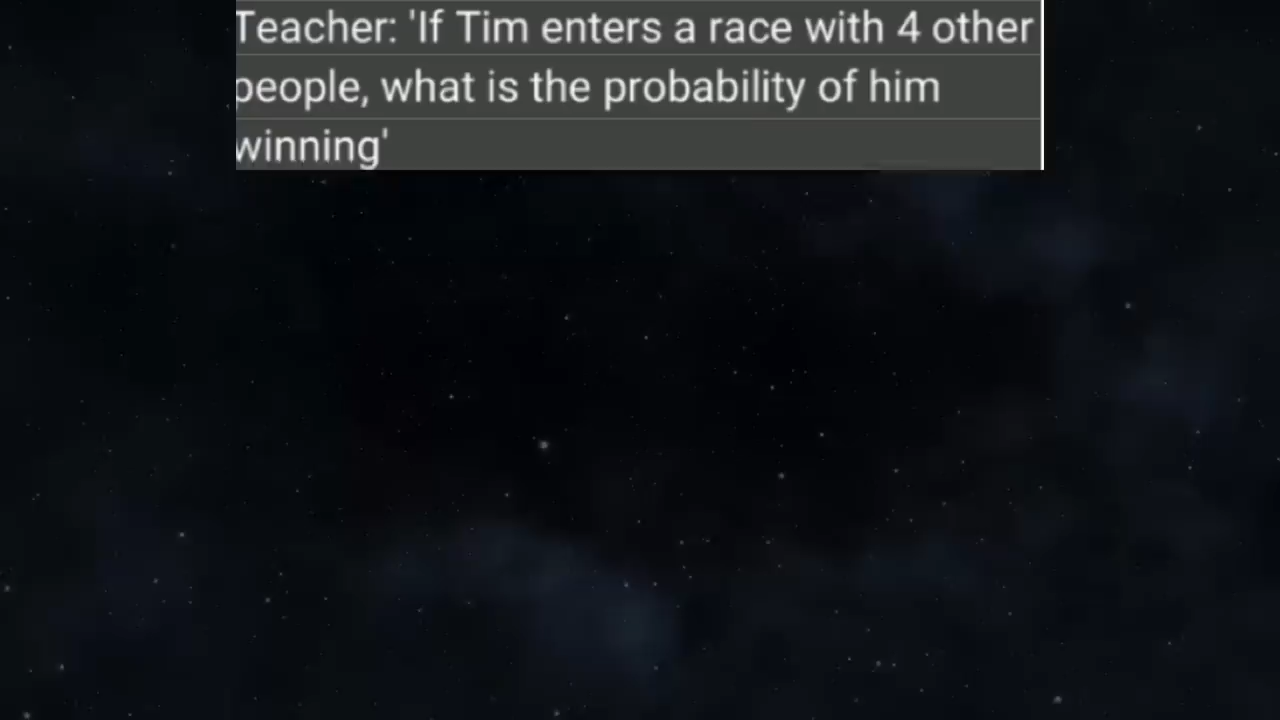 Teacher: 'If Tim enters a race with 4 other
people, what is the probability of him
winning'